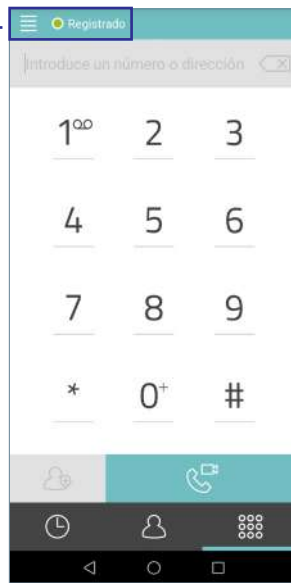 Registrado
Introduce un número o dirección
1 2 3
4 5 6
7 8 9
* 0+ #